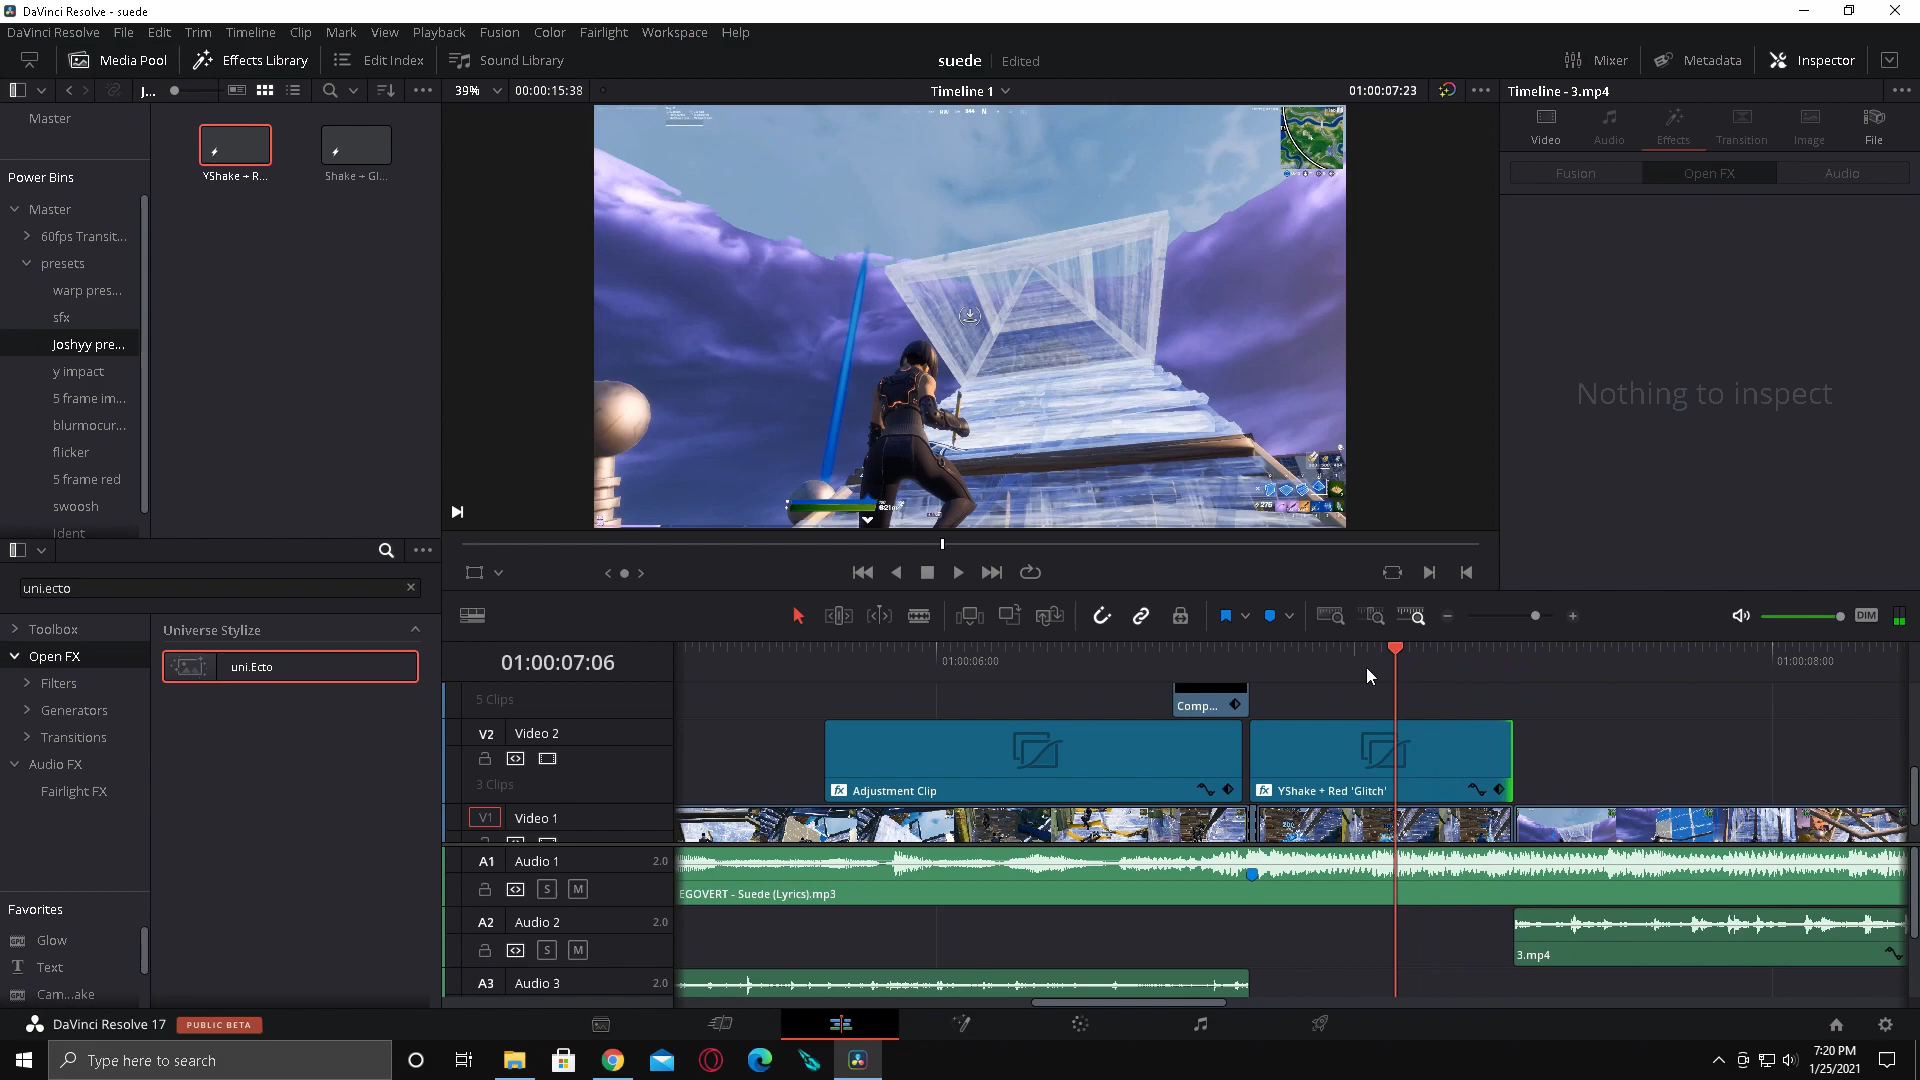 DaVinci Resolve - suede
DaVinci Resolve File Edit Trim Timeline Clip Mark View Playback Fusion Color Fairlight Workspace Help
Media Pool Effects Library Edit Index Sound Library suede Edited Mixer Metadata Inspector
J... 39% 00:00:15:38 Timeline 1 01:00:07:23 Timeline - 3.mp4
Master
YShake + R... Shake + Gl...
Video Audio Effects Transition Image File
Fusion Open FX Audio
Power Bins
Master
60fps Transit...
presets
warp pres...
sfx
Joshyy pre...
y impact
5 frame im...
blurmocur...
flicker
5 frame red
swoosh
Ident
Nothing to inspect
uni.ecto
Toolbox
Open FX
Filters
Generators
Transitions
Audio FX
Fairlight FX
Universe Stylize
uni.Ecto
Favorites
Glow
Text
Cam...ake
DIM
01:00:07:06 01:00:06:00 01:00:08:00
5 Clips
Comp...
V2 Video 2
3 Clips
Adjustment Clip
YShake + Red 'Glitch'
V1 Video 1
A1 Audio 1 2.0
S M
EGOVERT - Suede (Lyrics).mp3
A2 Audio 2 2.0
S M
3.mp4
A3 Audio 3 2.0
DaVinci Resolve 17 PUBLIC BETA
Type here to search
7:20 PM
1/25/2021